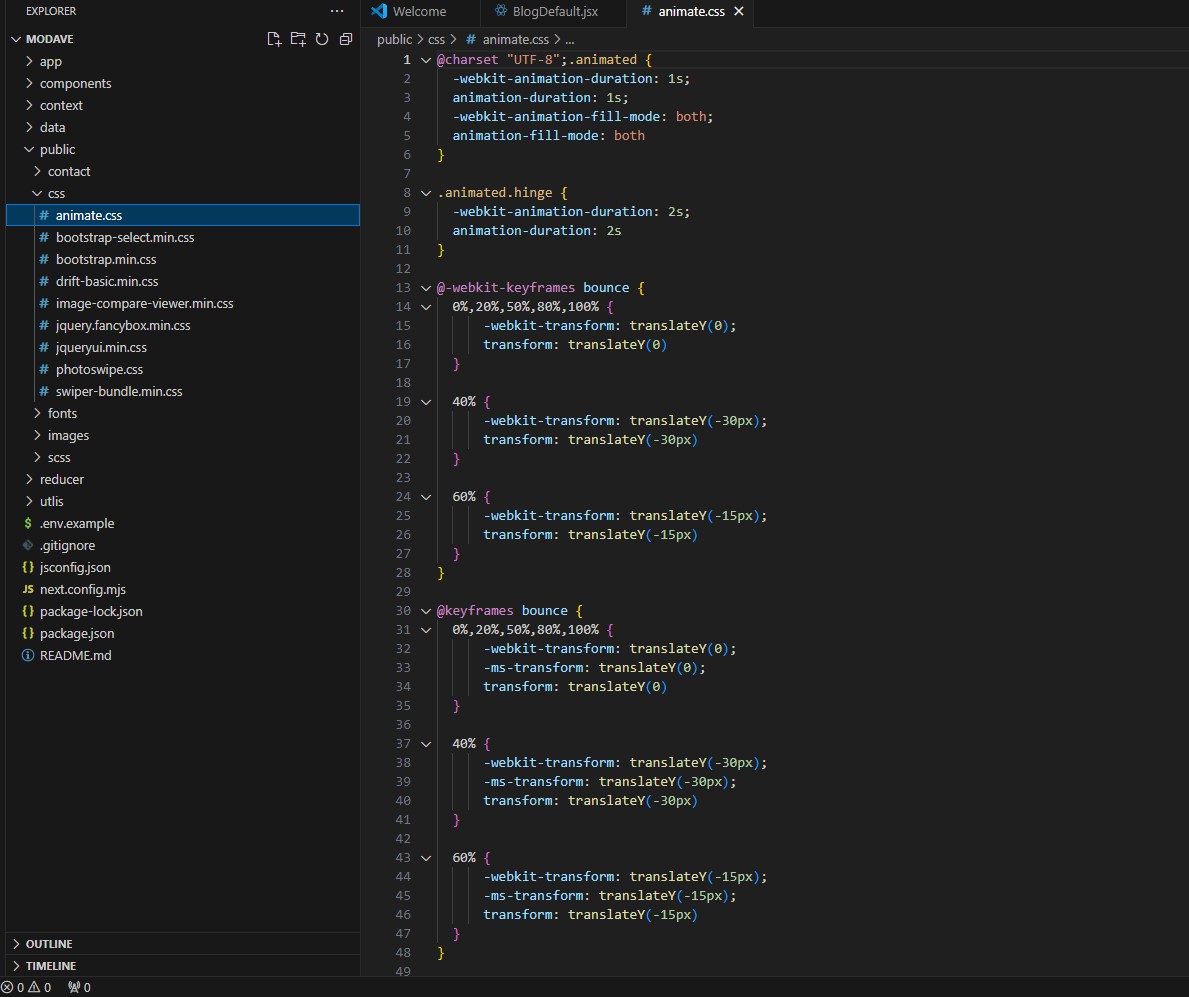 EXPLORER
MODAVE
app
components
context
data
public
contact
css
# animate.css
# bootstrap-select.min.css
# bootstrap.min.css
# drift-basic.min.css
# image-compare-viewer.min.css
# jquery.fancybox.min.css
# jqueryui.min.css
# photoswipe.css
# swiper-bundle.min.css
fonts
images
scss
reducer
utlis
$ .env.example
.gitignore
{} jsconfig.json
JS next.config.mjs
{} package-lock.json
{} package.json
README.md
OUTLINE
TIMELINE
Welcome BlogDefault.jsx # animate.css
public > css > # animate.css > ...
1 @charset "UTF-8";.animated {
2 -webkit-animation-duration: 1s;
3 animation-duration: 1s;
4 -webkit-animation-fill-mode: both;
5 animation-fill-mode: both
6 }
7
8 .animated.hinge {
9 -webkit-animation-duration: 2s;
10 animation-duration: 2s
11 }
12
13 @-webkit-keyframes bounce {
14 0%,20%,50%,80%,100% {
15 -webkit-transform: translateY(0);
16 transform: translateY(0)
17 }
18
19 40% {
20 -webkit-transform: translateY(-30px);
21 transform: translateY(-30px)
22 }
23
24 60% {
25 -webkit-transform: translateY(-15px);
26 transform: translateY(-15px)
27 }
28 }
29
30 @keyframes bounce {
31 0%,20%,50%,80%,100% {
32 -webkit-transform: translateY(0);
33 -ms-transform: translateY(0);
34 transform: translateY(0)
35 }
36
37 40% {
38 -webkit-transform: translateY(-30px);
39 -ms-transform: translateY(-30px);
40 transform: translateY(-30px)
41 }
42
43 60% {
44 -webkit-transform: translateY(-15px);
45 -ms-transform: translateY(-15px);
46 transform: translateY(-15px)
47 }
48 }
49
0 0 0